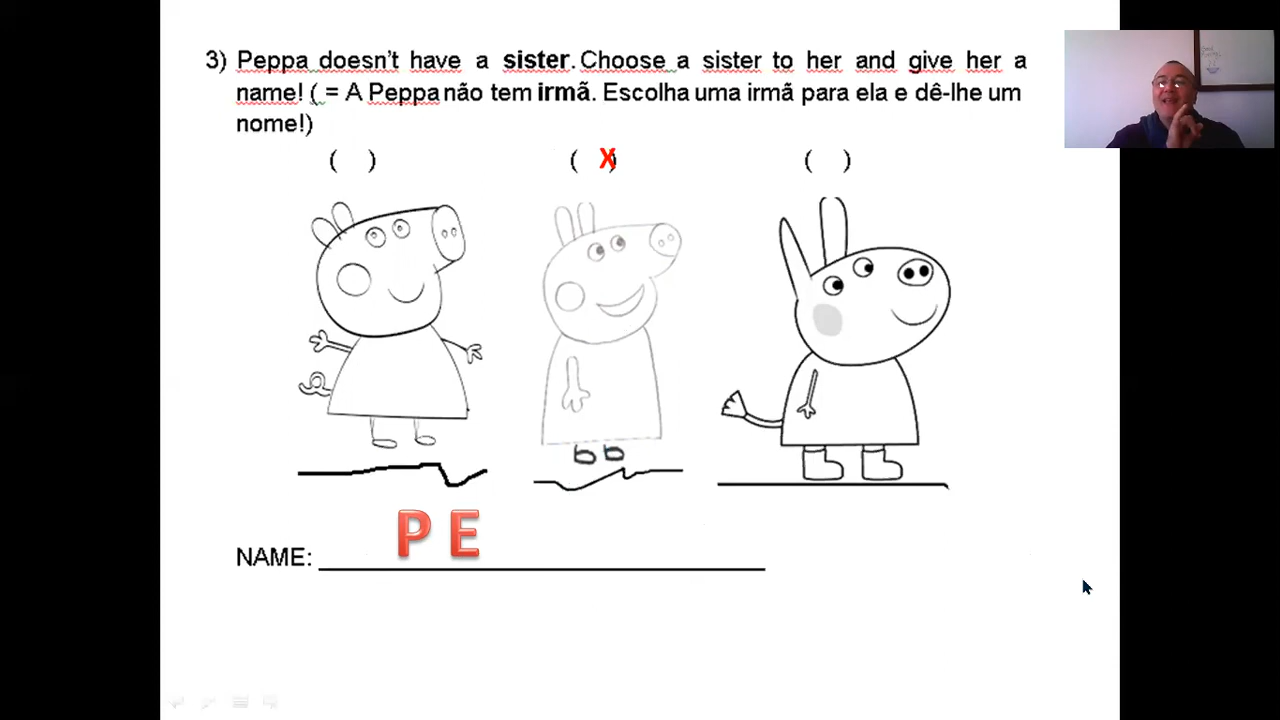 3) Peppa doesn't have a sister. Choose a sister to her and give her a
name! ( = A Peppa não tem irmã. Escolha uma irmã para ela e dê-lhe um
nome!)
( ) ( X) ( )
P E
NAME: ____________________